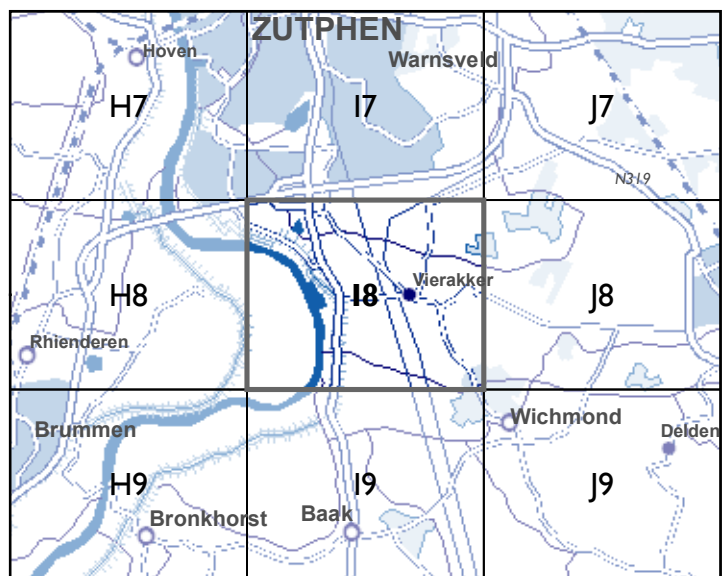 ZUTPHEN
Hoven
Warnsveld
H7
I7
J7
N319
H8
I8
Vierakker
J8
Rhienderen
Brummen
Wichmond
Delden
H9
I9
J9
Bronkhorst
Baak